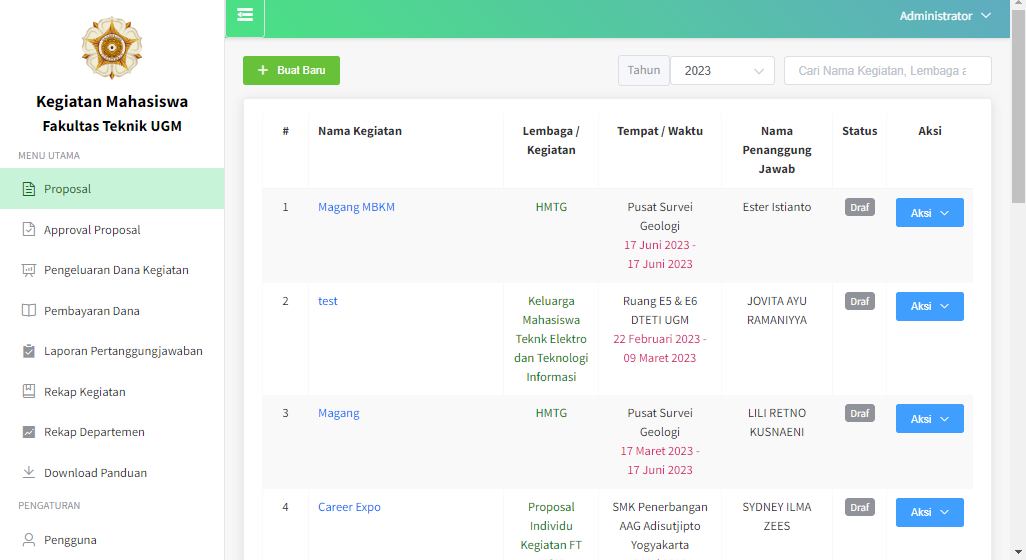 Administrator
Kegiatan Mahasiswa
Fakultas Teknik UGM
MENU UTAMA
Proposal
Approval Proposal
Pengeluaran Dana Kegiatan
Pembayaran Dana
Laporan Pertanggungjawaban
Rekap Kegiatan
Rekap Departemen
Download Panduan
PENGATURAN
Pengguna
+ Buat Baru
Tahun
2023
Cari Nama Kegiatan, Lembaga a
#
Nama Kegiatan
Lembaga /
Kegiatan
Tempat / Waktu
Nama
Penanggung
Jawab
Status
Aksi
1
Magang MBKM
HMTG
Pusat Survei
Geologi
17 Juni 2023 -
17 Juni 2023
Ester Istianto
Draf
Aksi
2
test
Keluarga
Mahasiswa
Teknk Elektro
dan Teknologi
Informasi
Ruang E5 & E6
DTETI UGM
22 Februari 2023 -
09 Maret 2023
JOVITA AYU
RAMANIYYA
Draf
Aksi
3
Magang
HMTG
Pusat Survei
Geologi
17 Maret 2023 -
17 Juni 2023
LILI RETNO
KUSNAENI
Draf
Aksi
4
Career Expo
Proposal
Individu
Kegiatan FT
SMK Penerbangan
AAG Adisutjipto
Yogyakarta
SYDNEY ILMA
ZEES
Draf
Aksi